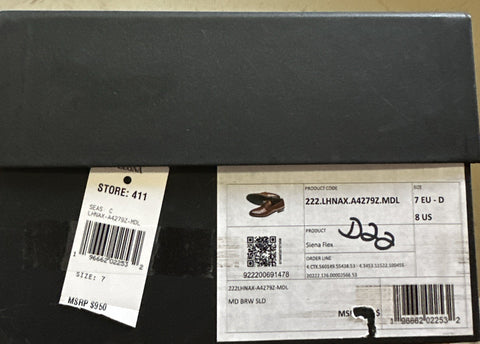 STORE: 411
SEAS: C
LHNAX-A4279Z-MDL
1 96662 02253 2
SIZE: 7
MSRP $950
PRODUCT CODE
222.LHNAX.A4279Z.MDL
SIZE
7 EU - D
8 US
PRODUCT
Siena Flex
D22
ORDER LINE
922200691478
222LHNAX-A4279Z-MDL
MD BRW SLD
1 96662 02253 2